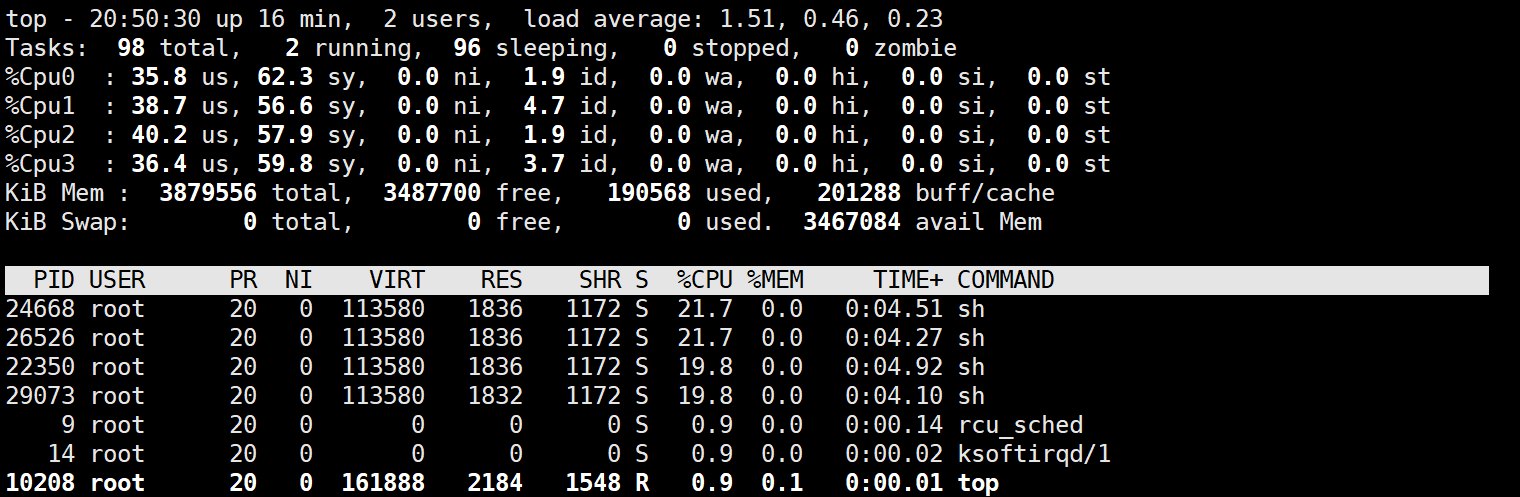 top - 20:50:30 up 16 min,  2 users,  load average: 1.51, 0.46, 0.23
Tasks:  98 total,   2 running,  96 sleeping,   0 stopped,   0 zombie
%Cpu0  : 35.8 us, 62.3 sy,  0.0 ni,  1.9 id,  0.0 wa,  0.0 hi,  0.0 si,  0.0 st
%Cpu1  : 38.7 us, 56.6 sy,  0.0 ni,  4.7 id,  0.0 wa,  0.0 hi,  0.0 si,  0.0 st
%Cpu2  : 40.2 us, 57.9 sy,  0.0 ni,  1.9 id,  0.0 wa,  0.0 hi,  0.0 si,  0.0 st
%Cpu3  : 36.4 us, 59.8 sy,  0.0 ni,  3.7 id,  0.0 wa,  0.0 hi,  0.0 si,  0.0 st
KiB Mem :  3879556 total,  3487700 free,   190568 used,   201288 buff/cache
KiB Swap:        0 total,        0 free,        0 used.  3467084 avail Mem
  PID USER      PR  NI    VIRT    RES    SHR S  %CPU %MEM     TIME+ COMMAND
24668 root      20   0  113580   1836   1172 S  21.7  0.0   0:04.51 sh
26526 root      20   0  113580   1836   1172 S  21.7  0.0   0:04.27 sh
22350 root      20   0  113580   1836   1172 S  19.8  0.0   0:04.92 sh
29073 root      20   0  113580   1832   1172 S  19.8  0.0   0:04.10 sh
    9 root      20   0       0      0      0 S   0.9  0.0   0:00.14 rcu_sched
   14 root      20   0       0      0      0 S   0.9  0.0   0:00.02 ksoftirqd/1
10208 root      20   0  161888   2184   1548 R   0.9  0.1   0:00.01 top